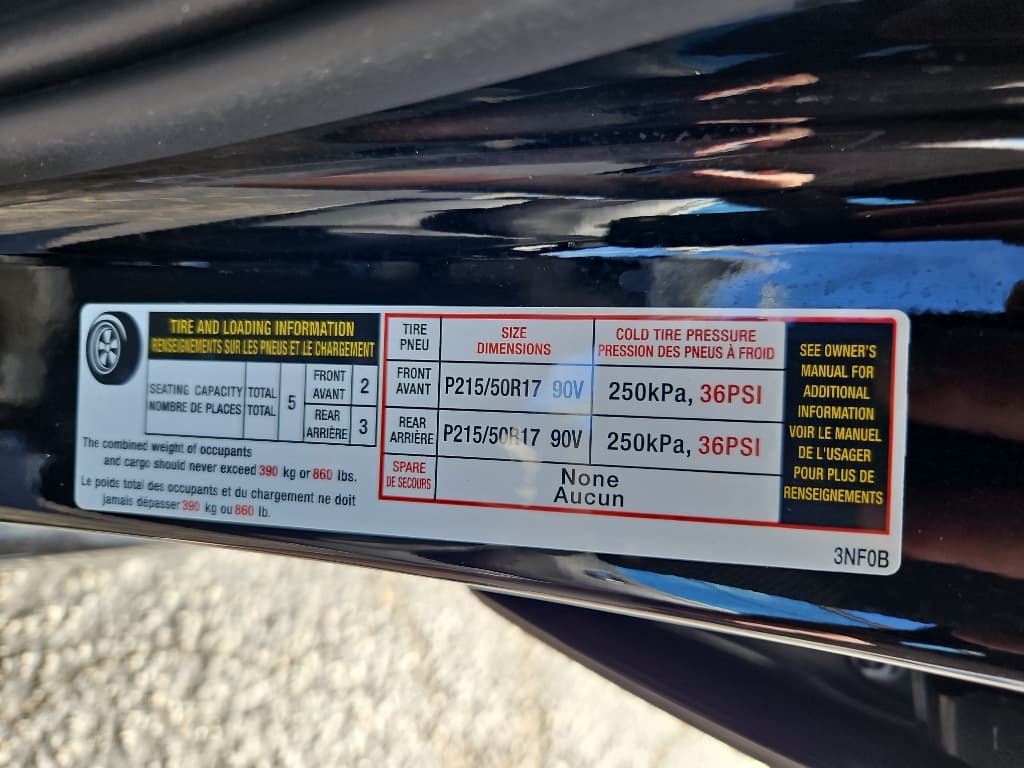 TIRE AND LOADING INFORMATION
RENSEIGNEMENTS SUR LES PNEUS ET LE CHARGEMENT
SEATING CAPACITY TOTAL 5 FRONT 2
NOMBRE DE PLACES TOTAL AVANT
REAR 3
ARRIÈRE
The combined weight of occupants
and cargo should never exceed 390 kg or 860 lbs.
Le poids total des occupants et du chargement ne doit
jamais dépasser 390 kg ou 860 lb.
TIRE
PNEU
SIZE
DIMENSIONS
COLD TIRE PRESSURE
PRESSION DES PNEUS À FROID
FRONT
AVANT
P215/50R17 90V
250kPa, 36PSI
REAR
ARRIÈRE
P215/50R17 90V
250kPa, 36PSI
SPARE
DE SECOURS
None
Aucun
SEE OWNER'S
MANUAL FOR
ADDITIONAL
INFORMATION
VOIR LE MANUEL
DE L'USAGER
POUR PLUS DE
RENSEIGNEMENTS
3NF0B